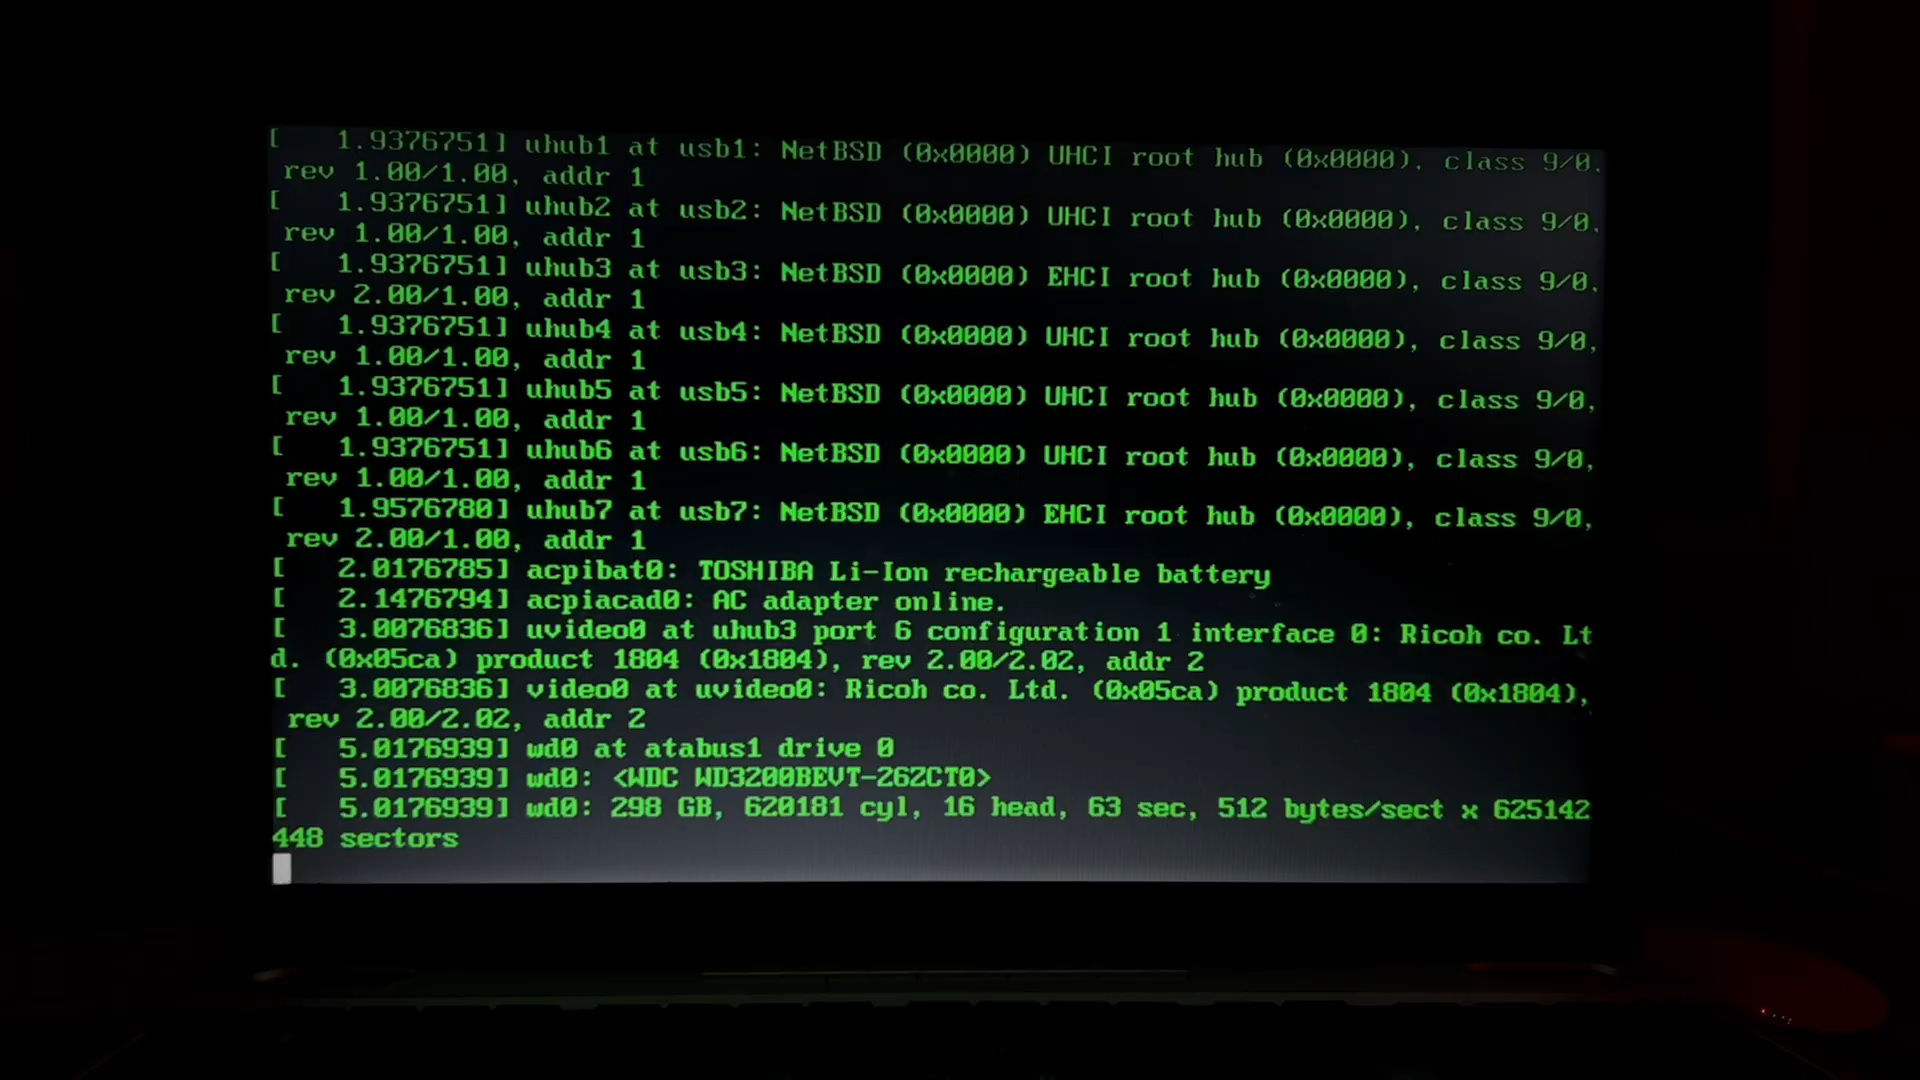 [    1.9376751] uhub1 at usb1: NetBSD (0x0000) UHCI root hub (0x0000), class 9/0,
 rev 1.00/1.00, addr 1
[    1.9376751] uhub2 at usb2: NetBSD (0x0000) UHCI root hub (0x0000), class 9/0,
 rev 1.00/1.00, addr 1
[    1.9376751] uhub3 at usb3: NetBSD (0x0000) EHCI root hub (0x0000), class 9/0,
 rev 2.00/1.00, addr 1
[    1.9376751] uhub4 at usb4: NetBSD (0x0000) UHCI root hub (0x0000), class 9/0,
 rev 1.00/1.00, addr 1
[    1.9376751] uhub5 at usb5: NetBSD (0x0000) UHCI root hub (0x0000), class 9/0,
 rev 1.00/1.00, addr 1
[    1.9376751] uhub6 at usb6: NetBSD (0x0000) UHCI root hub (0x0000), class 9/0,
 rev 1.00/1.00, addr 1
[    1.9576780] uhub7 at usb7: NetBSD (0x0000) EHCI root hub (0x0000), class 9/0,
 rev 2.00/1.00, addr 1
[    2.0176785] acpibat0: TOSHIBA Li-Ion rechargeable battery
[    2.1476794] acpiacad0: AC adapter online.
[    3.0076836] uvideo0 at uhub3 port 6 configuration 1 interface 0: Ricoh co. Lt
d. (0x05ca) product 1804 (0x1804), rev 2.00/2.02, addr 2
[    3.0076836] video0 at uvideo0: Ricoh co. Ltd. (0x05ca) product 1804 (0x1804),
 rev 2.00/2.02, addr 2
[    5.0176939] wd0 at atabus1 drive 0
[    5.0176939] wd0: <WDC WD3200BEVT-26ZCT0>
[    5.0176939] wd0: 298 GB, 620181 cyl, 16 head, 63 sec, 512 bytes/sect x 625142
448 sectors